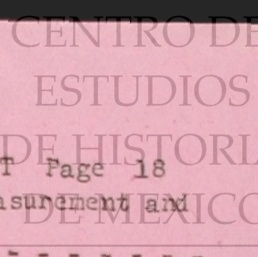 CENTRO DE
ESTUDIOS
DE HISTORI
T Page 18
asurement and
DE MEXICO